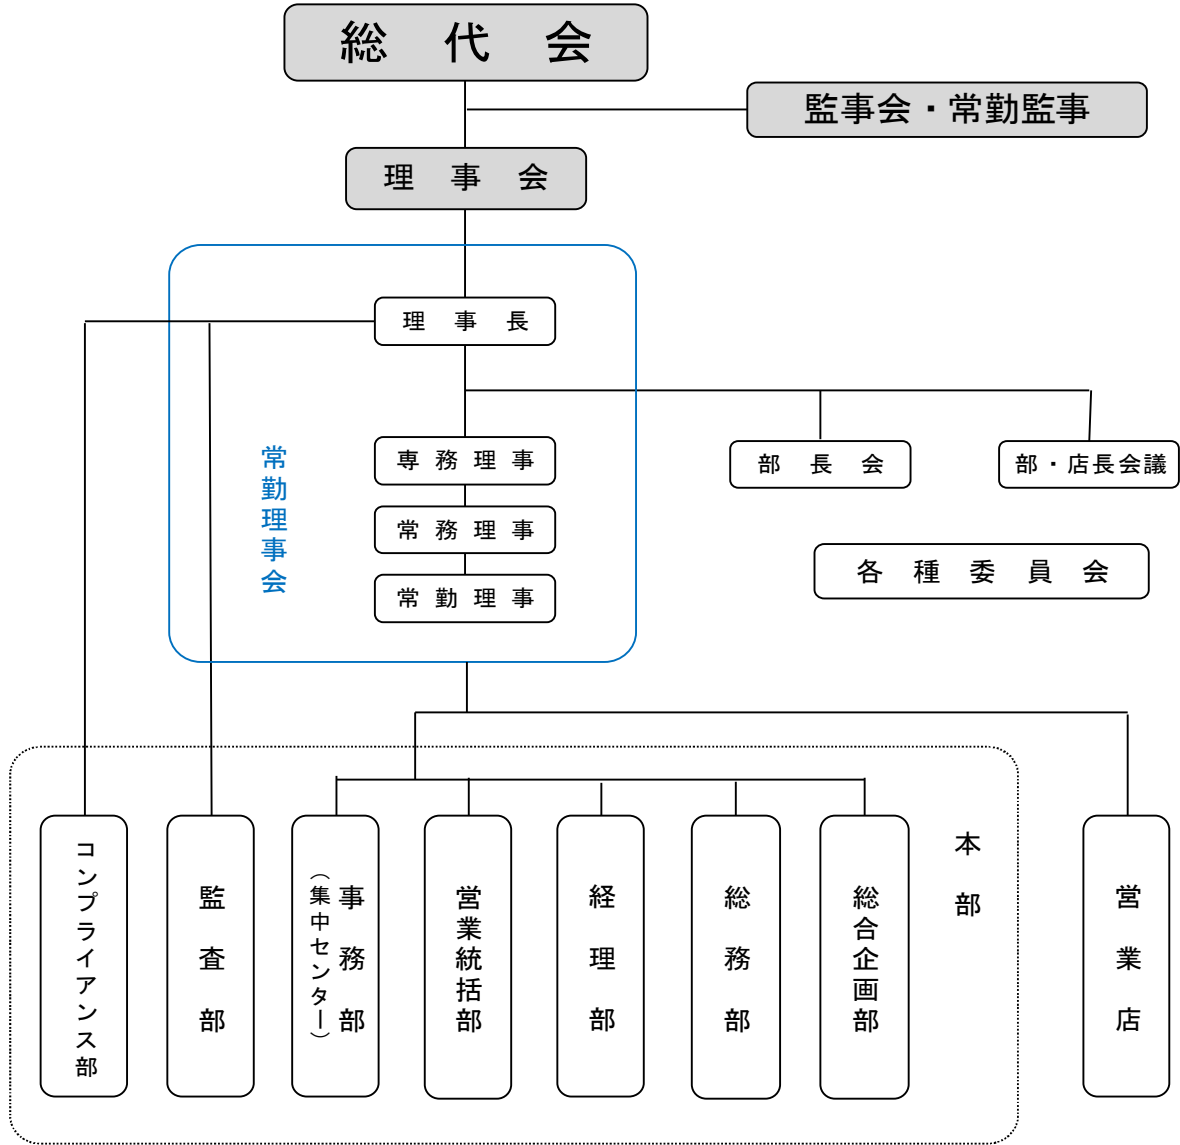 総代会
監事会・常勤監事
理事会
理事長
常勤理事会
専務理事
常務理事
常勤理事
部長会
部・店長会議
各種委員会
本部
コンプライアンス部
監査部
事務部
（集中センター）
営業統括部
経理部
総務部
総合企画部
営業店